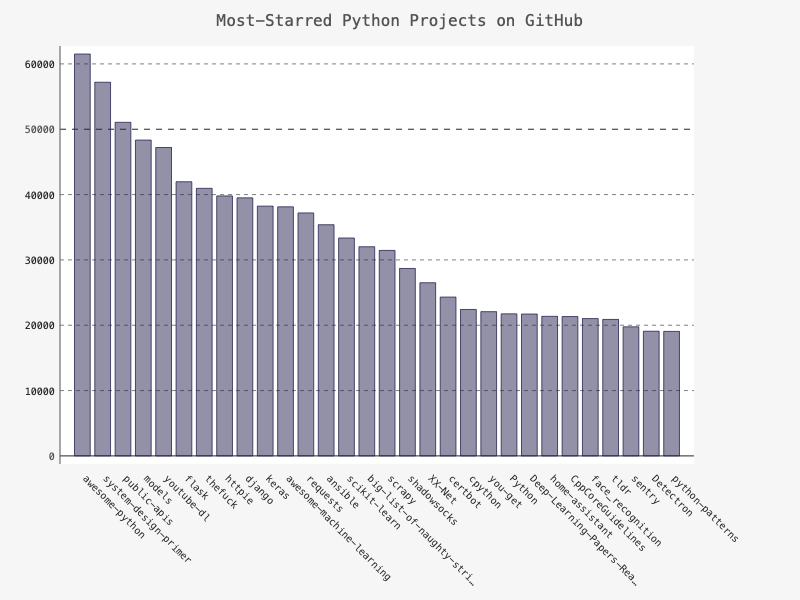 Most-Starred Python Projects on GitHub
60000
50000
40000
30000
20000
10000
0
awesome-python
system-design-primer
public-apis
models
youtube-dl
flask
thefuck
httpie
django
keras
awesome-machine-learning
requests
ansible
scikit-learn
big-list-of-naughty-stri…
scrapy
shadowsocks
XX-Net
certbot
cpython
you-get
Python
Deep-Learning-Papers-Rea…
home-assistant
CppCoreGuidelines
face_recognition
tldr
sentry
Detectron
python-patterns